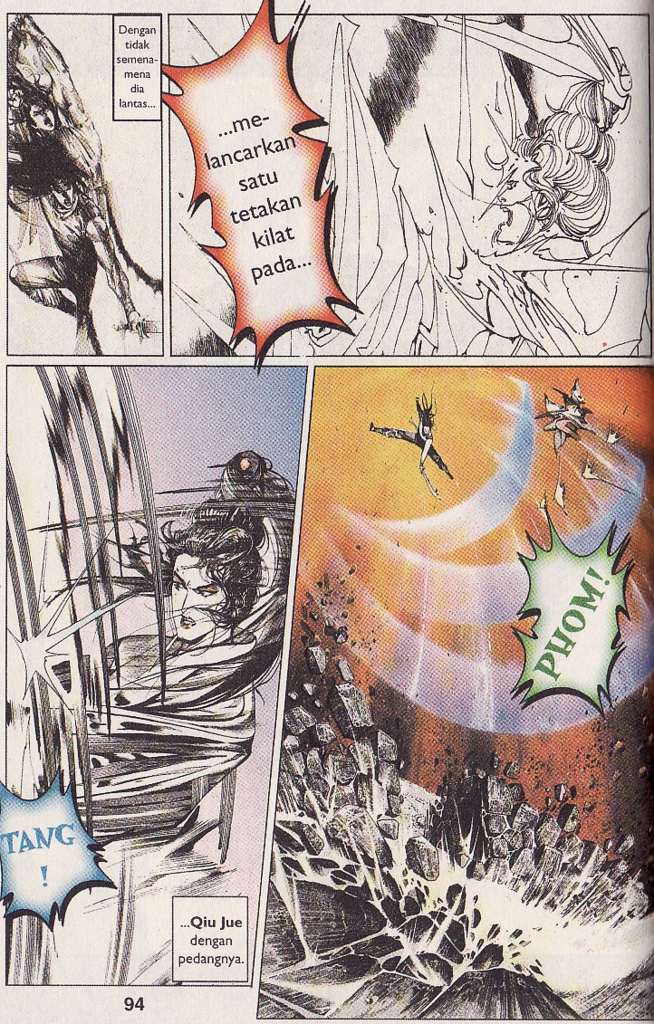 Dengan
tidak
semena-
mena
dia
lantas...
...me-
lancarkan
satu
tetakan
kilat
pada...
TANG
!
...Qiu Jue
dengan
pedangnya.
PHOM!
94